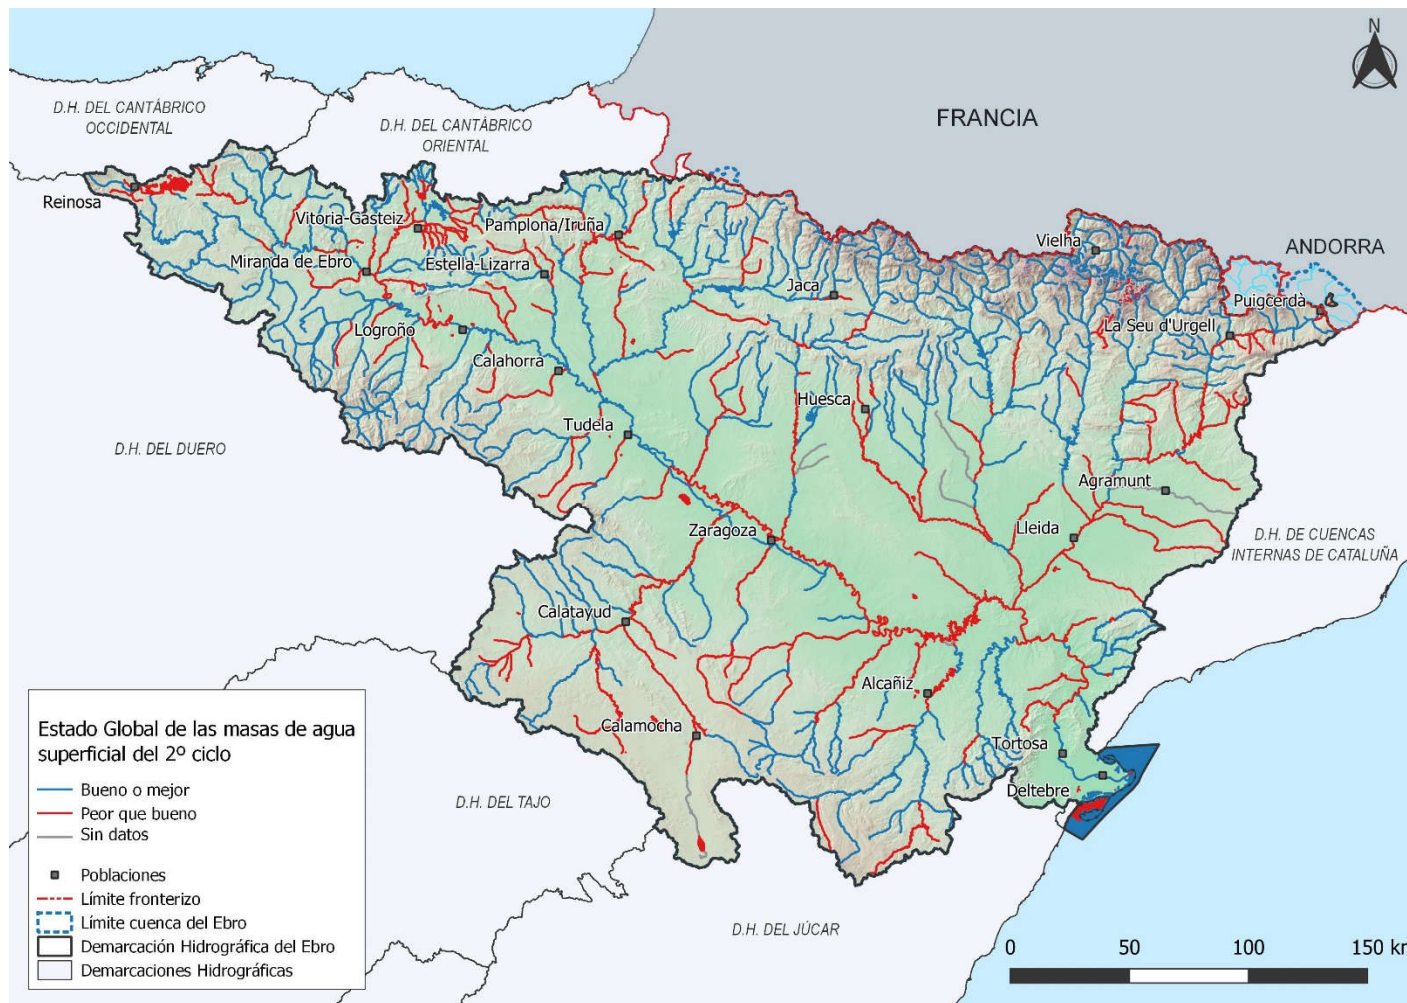 N
D.H. DEL CANTÁBRICO
OCCIDENTAL
D.H. DEL CANTÁBRICO
ORIENTAL
FRANCIA
Reinosa
Vitoria-Gasteiz
Pamplona/Iruña
Vielha
ANDORRA
Miranda de Ebro
Estella-Lizarra
Jaca
Puigcerdà
Logroño
La Seu d'Urgell
Calahorra
Huesca
Tudela
D.H. DEL DUERO
Agramunt
Zaragoza
Lleida
D.H. DE CUENCAS
INTERNAS DE CATALUÑA
Calatayud
Alcañiz
Calamocha
Tortosa
Deltebre
D.H. DEL TAJO
D.H. DEL JÚCAR
Estado Global de las masas de agua
superficial del 2º ciclo
Bueno o mejor
Peor que bueno
Sin datos
Poblaciones
Límite fronterizo
Límite cuenca del Ebro
Demarcación Hidrográfica del Ebro
Demarcaciones Hidrográficas
0 50 100 150 km